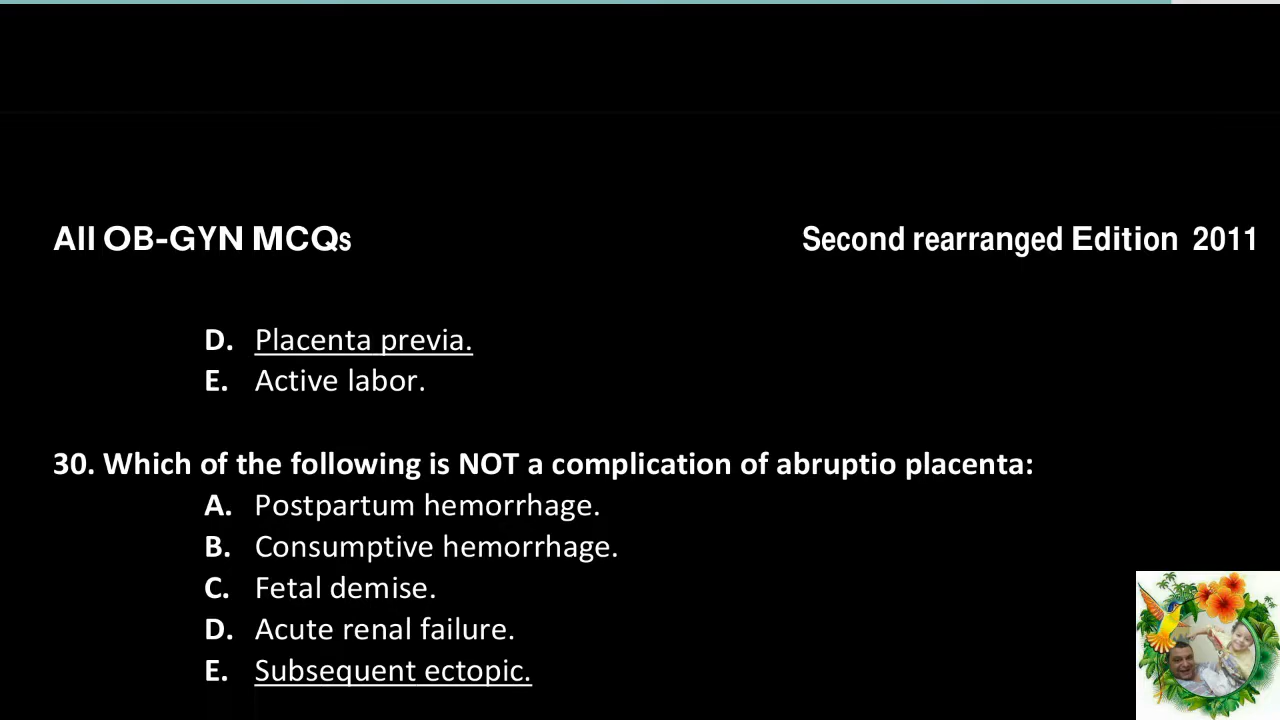 All OB-GYN MCQs Second rearranged Edition 2011
D. Placenta previa.
E. Active labor.
30. Which of the following is NOT a complication of abruptio placenta:
A. Postpartum hemorrhage.
B. Consumptive hemorrhage.
C. Fetal demise.
D. Acute renal failure.
E. Subsequent ectopic.